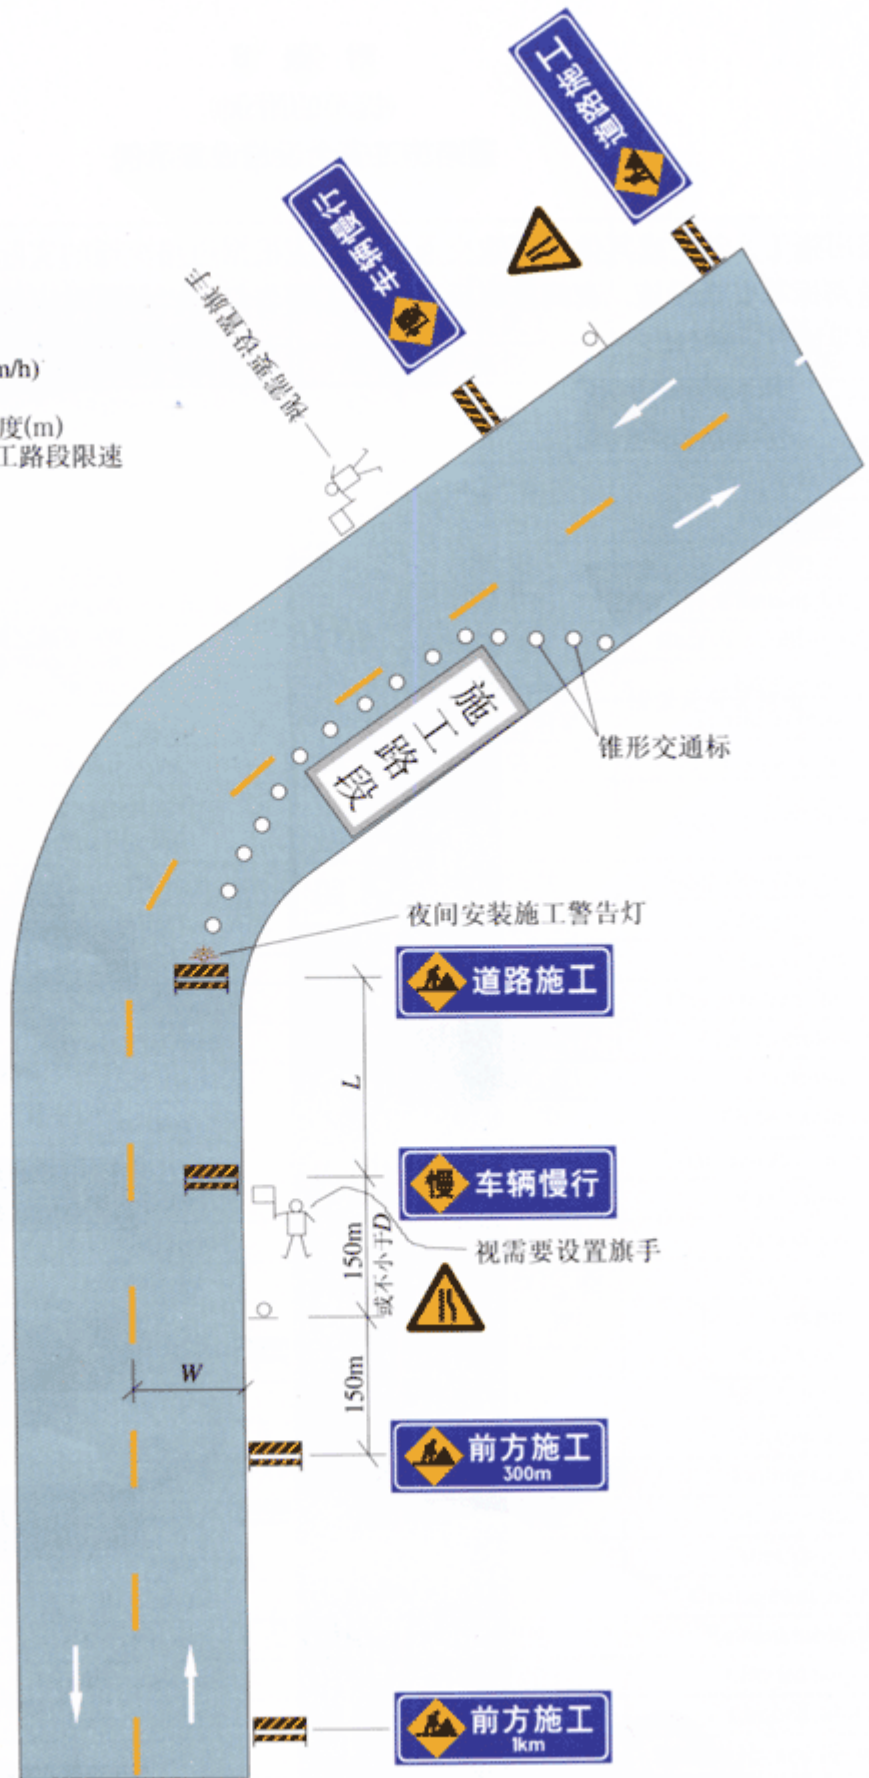 道路施工
车辆慢行
视需要设置旗手
m/h)
度(m)
工路段限速
施工路段
锥形交通标
夜间安装施工警告灯
道路施工
L
慢 车辆慢行
150m
或不小于D
视需要设置旗手
W
150m
前方施工
300m
前方施工
1km